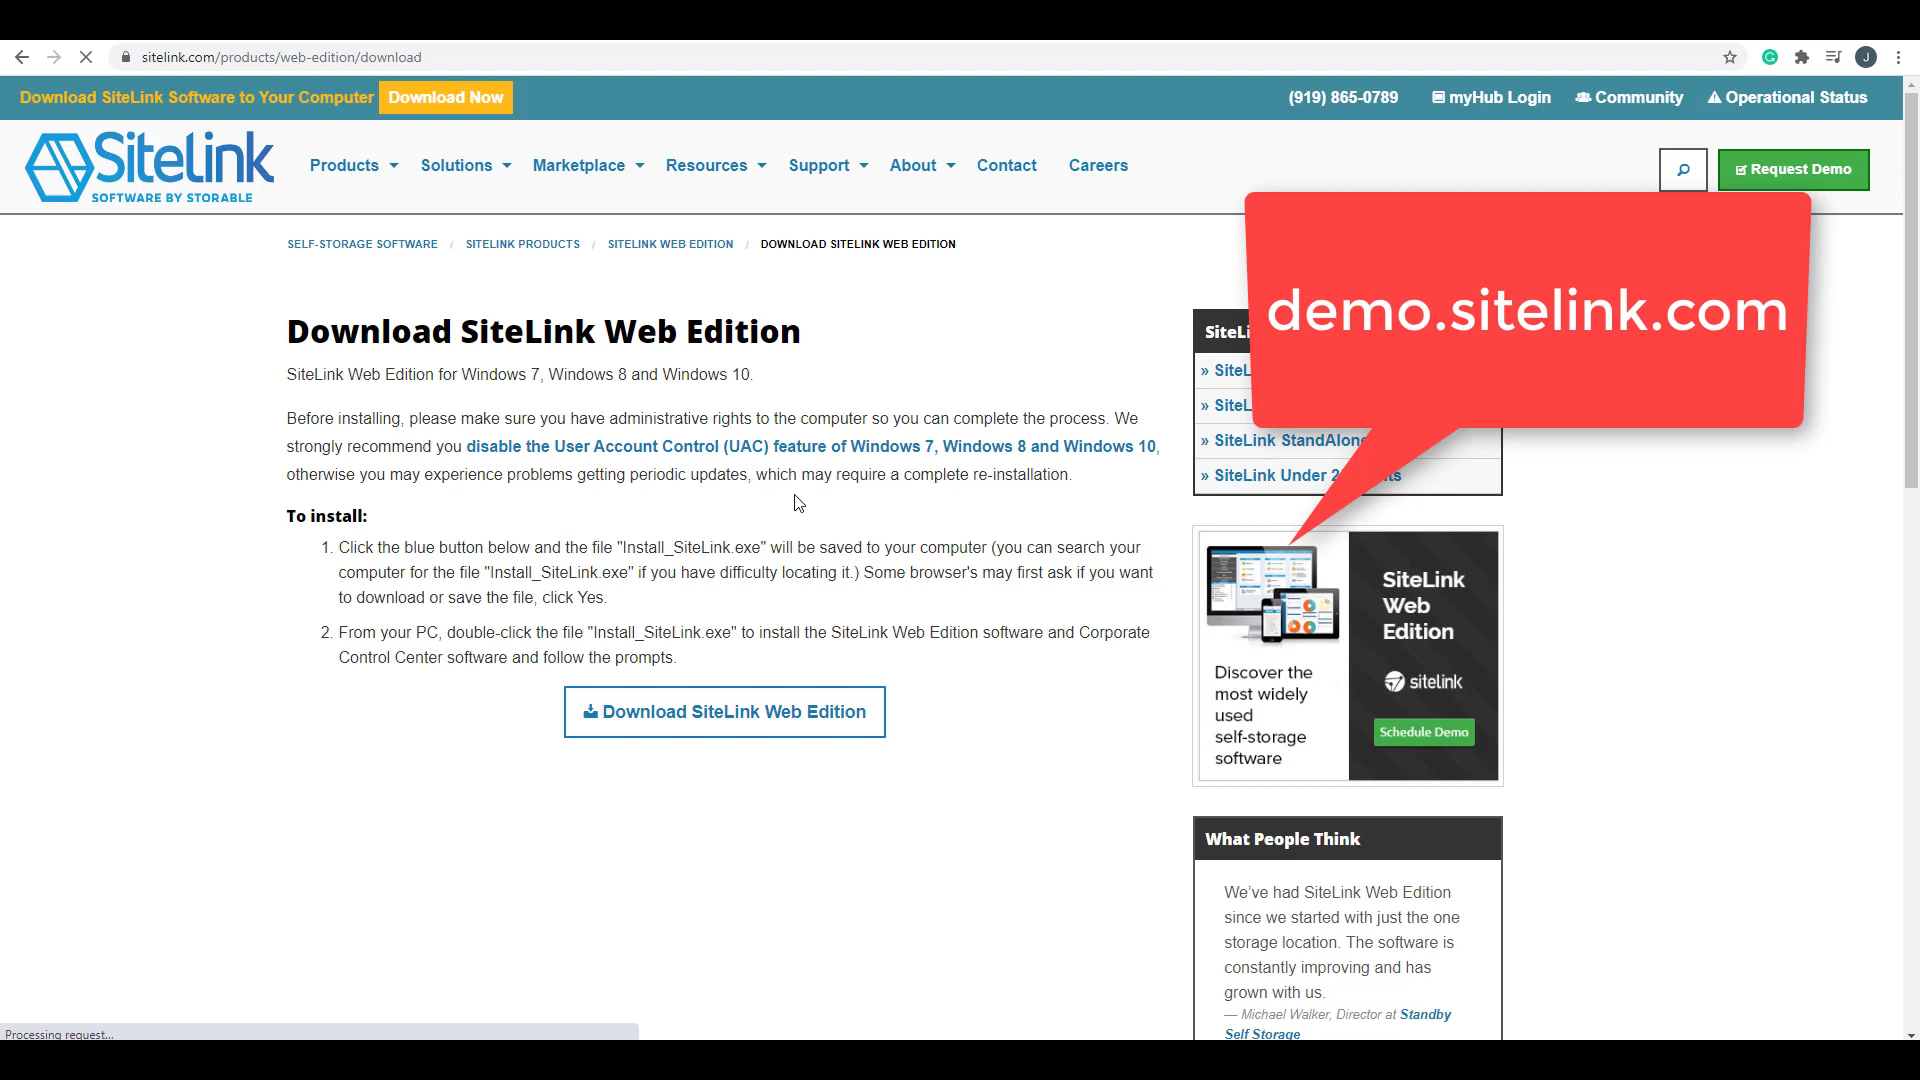 sitelink.com/products/web-edition/download
J
Download SiteLink Software to Your Computer Download Now (919) 865-0789 myHub Login Community Operational Status
SiteLink
SOFTWARE BY STORABLE
Products Solutions Marketplace Resources Support About Contact Careers
Request Demo
SELF-STORAGE SOFTWARE / SITELINK PRODUCTS / SITELINK WEB EDITION / DOWNLOAD SITELINK WEB EDITION
demo.sitelink.com
Download SiteLink Web Edition
SiteLink Web Edition for Windows 7, Windows 8 and Windows 10.
Before installing, please make sure you have administrative rights to the computer so you can complete the process. We
strongly recommend you disable the User Account Control (UAC) feature of Windows 7, Windows 8 and Windows 10,
otherwise you may experience problems getting periodic updates, which may require a complete re-installation.
To install:
1. Click the blue button below and the file "Install_SiteLink.exe" will be saved to your computer (you can search your
computer for the file "Install_SiteLink.exe" if you have difficulty locating it.) Some browser's may first ask if you want
to download or save the file, click Yes.
2. From your PC, double-click the file "Install_SiteLink.exe" to install the SiteLink Web Edition software and Corporate
Control Center software and follow the prompts.
Download SiteLink Web Edition
» SiteLink
SiteLink Under
Discover the
most widely
used
self-storage
software
SiteLink
Web
Edition
sitelink
Schedule Demo
What People Think
We've had SiteLink Web Edition
since we started with just the one
storage location. The software is
constantly improving and has
grown with us.
— Michael Walker, Director at Standby
Self Storage
Processing request...